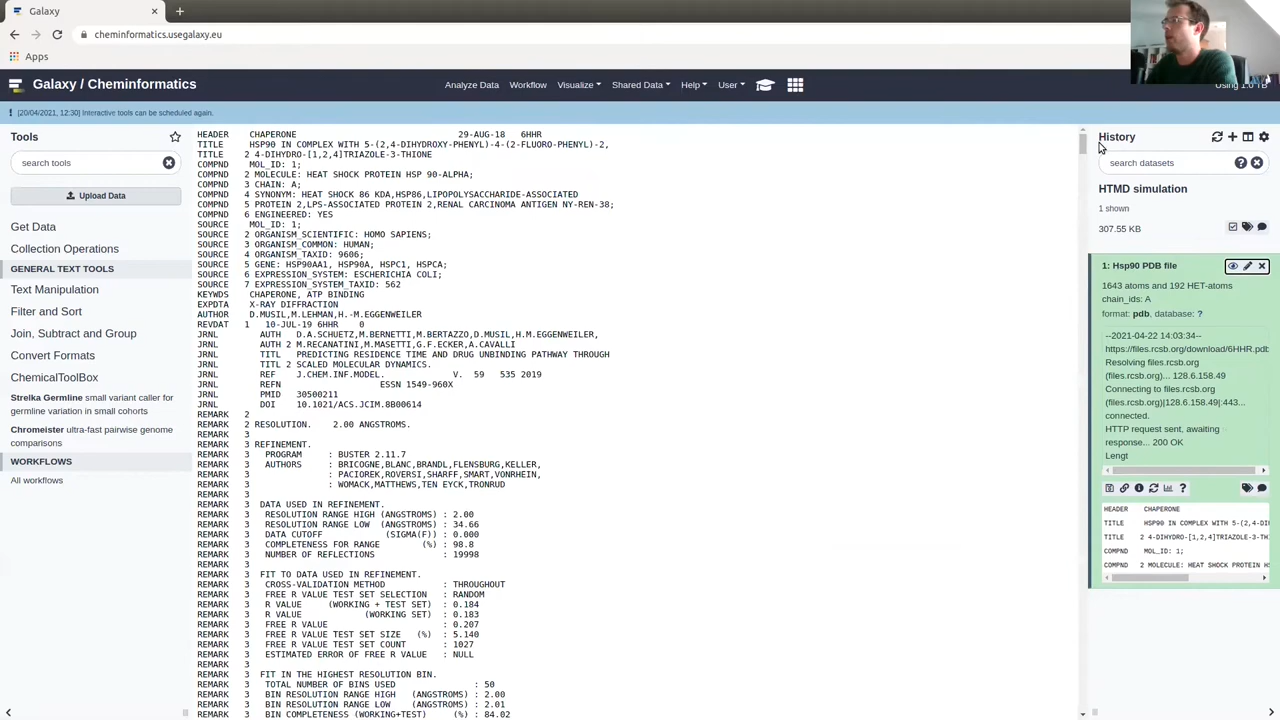 Galaxy
cheminformatics.usegalaxy.eu
Apps
Galaxy / Cheminformatics
Analyze Data Workflow Visualize Shared Data Help User
[20/04/2021, 12:30] Interactive tools can be scheduled again.
Tools
search tools
Upload Data
Get Data
Collection Operations
GENERAL TEXT TOOLS
Text Manipulation
Filter and Sort
Join, Subtract and Group
Convert Formats
ChemicalToolBox
Strelka Germline small variant caller for
germline variation in small cohorts
Chromeister ultra-fast pairwise genome
comparisons
WORKFLOWS
All workflows
HEADER CHAPERONE 29-AUG-18 6HHR
TITLE HSP90 IN COMPLEX WITH 5-(2,4-DIHYDROXY-PHENYL)-4-(2-FLUORO-PHENYL)-2,
TITLE 2 4-DIHYDRO-[1,2,4]TRIAZOLE-3-THIONE
COMPND MOL_ID: 1;
COMPND 2 MOLECULE: HEAT SHOCK PROTEIN HSP 90-ALPHA;
COMPND 3 CHAIN: A;
COMPND 4 SYNONYM: HEAT SHOCK 86 KDA,HSP86,LIPOPOLYSACCHARIDE-ASSOCIATED
COMPND 5 PROTEIN 2,LPS-ASSOCIATED PROTEIN 2,RENAL CARCINOMA ANTIGEN NY-REN-38;
COMPND 6 ENGINEERED: YES
SOURCE MOL_ID: 1;
SOURCE 2 ORGANISM_SCIENTIFIC: HOMO SAPIENS;
SOURCE 3 ORGANISM_COMMON: HUMAN;
SOURCE 4 ORGANISM_TAXID: 9606;
SOURCE 5 GENE: HSP90AA1, HSP90A, HSPC1, HSPCA;
SOURCE 6 EXPRESSION_SYSTEM: ESCHERICHIA COLI;
SOURCE 7 EXPRESSION_SYSTEM_TAXID: 562
KEYWDS CHAPERONE, ATP BINDING
EXPDTA X-RAY DIFFRACTION
AUTHOR D.MUSIL,M.LEHMAN,H.-M.EGGENWEILER
REVDAT 1 10-JUL-19 6HHR 0
JRNL AUTH D.A.SCHUETZ,M.BERNETTI,M.BERTAZZO,D.MUSIL,H.M.EGGENWEILER,
JRNL AUTH 2 M.RECANATINI,M.MASETTI,G.F.ECKER,A.CAVALLI
JRNL TITL PREDICTING RESIDENCE TIME AND DRUG UNBINDING PATHWAY THROUGH
JRNL TITL 2 SCALED MOLECULAR DYNAMICS.
JRNL REF J.CHEM.INF.MODEL. V. 59 535 2019
JRNL REFN ESSN 1549-960X
JRNL PMID 30500211
JRNL DOI 10.1021/ACS.JCIM.8B00614
REMARK 2
REMARK 2 RESOLUTION. 2.00 ANGSTROMS.
REMARK 3
REMARK 3 REFINEMENT.
REMARK 3 PROGRAM : BUSTER 2.11.7
REMARK 3 AUTHORS : BRICOGNE,BLANC,BRANDL,FLENSBURG,KELLER,
REMARK 3 : PACIOREK,ROVERSI,SHARFF,SMART,VONRHEIN,
REMARK 3 : WOMACK,MATTHEWS,TEN EYCK,TRONRUD
REMARK 3
REMARK 3 DATA USED IN REFINEMENT.
REMARK 3 RESOLUTION RANGE HIGH (ANGSTROMS) : 2.00
REMARK 3 RESOLUTION RANGE LOW (ANGSTROMS) : 34.66
REMARK 3 DATA CUTOFF (SIGMA(F)) : 0.000
REMARK 3 COMPLETENESS FOR RANGE (%) : 98.8
REMARK 3 NUMBER OF REFLECTIONS : 19998
REMARK 3
REMARK 3 FIT TO DATA USED IN REFINEMENT.
REMARK 3 CROSS-VALIDATION METHOD : THROUGHOUT
REMARK 3 FREE R VALUE TEST SET SELECTION : RANDOM
REMARK 3 R VALUE (WORKING + TEST SET) : 0.184
REMARK 3 R VALUE (WORKING SET) : 0.183
REMARK 3 FREE R VALUE : 0.207
REMARK 3 FREE R VALUE TEST SET SIZE (%) : 5.140
REMARK 3 FREE R VALUE TEST SET COUNT : 1027
REMARK 3 ESTIMATED ERROR OF FREE R VALUE : NULL
REMARK 3
REMARK 3 FIT IN THE HIGHEST RESOLUTION BIN.
REMARK 3 TOTAL NUMBER OF BINS USED : 50
REMARK 3 BIN RESOLUTION RANGE HIGH (ANGSTROMS) : 2.00
REMARK 3 BIN RESOLUTION RANGE LOW (ANGSTROMS) : 2.01
REMARK 3 BIN COMPLETENESS (WORKING+TEST) (%) : 84.02
History
search datasets
HTMD simulation
1 shown
307.55 KB
1: Hsp90 PDB file
1643 atoms and 192 HET-atoms
chain_ids: A
format: pdb, database: ?
--2021-04-22 14:03:34--
https://files.rcsb.org/download/6HHR.pdb
Resolving files.rcsb.org
(files.rcsb.org)... 128.6.158.49
Connecting to files.rcsb.org
(files.rcsb.org)|128.6.158.49|:443...
connected.
HTTP request sent, awaiting
response... 200 OK
Lengt
HEADER CHAPERONE
TITLE HSP90 IN COMPLEX WITH 5-(2,4-DI
TITLE 2 4-DIHYDRO-[1,2,4]TRIAZOLE-3-TH
COMPND MOL_ID: 1;
COMPND 2 MOLECULE: HEAT SHOCK PROTEIN H